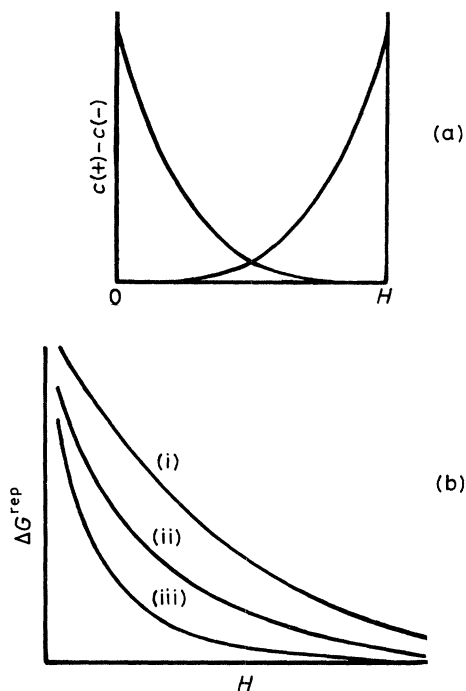 c(+)−c(−)
(a)
0 H
(i)
(b)
(ii)
(iii)
ΔG^rep
H